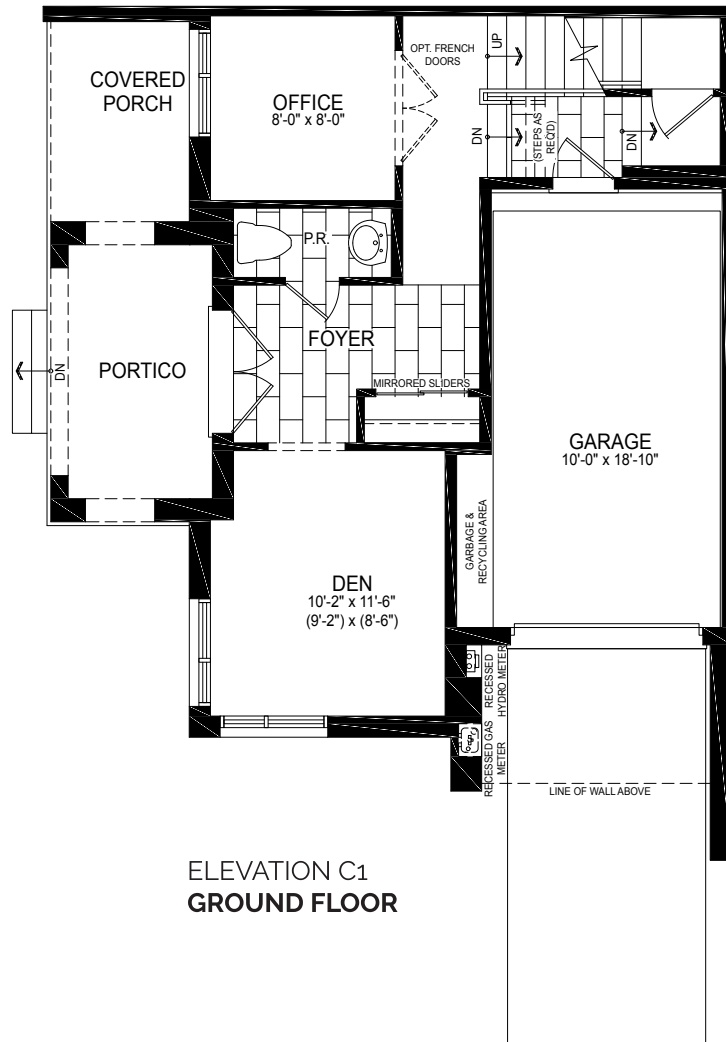 COVERED
PORCH
OFFICE
8'-0" x 8'-0"
OPT. FRENCH
DOORS
UP
DN
(STEPS AS
REQ'D)
DN
P.R.
FOYER
MIRRORED SLIDERS
PORTICO
DN
GARAGE
10'-0" x 18'-10"
GARBAGE &
RECYCLING AREA
DEN
10'-2" x 11'-6"
(9'-2") x (8'-6")
RECESSED
HYDRO METER
RECESSED GAS
METER
LINE OF WALL ABOVE
ELEVATION C1
GROUND FLOOR